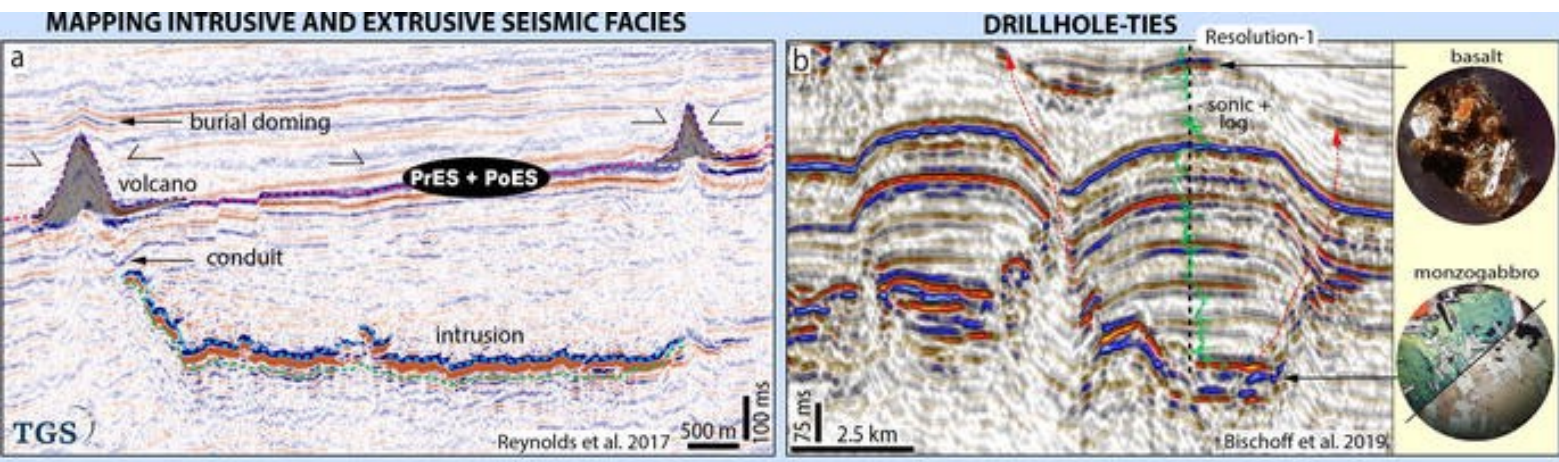 MAPPING INTRUSIVE AND EXTRUSIVE SEISMIC FACIES
a
burial doming
volcano
PrES + PoES
conduit
intrusion
TGS
Reynolds et al. 2017
500 m
100 ms
DRILLHOLE-TIES
b
Resolution-1
sonic +
log
75 ms
2.5 km
Bischoff et al. 2019
basalt
monzogabbro